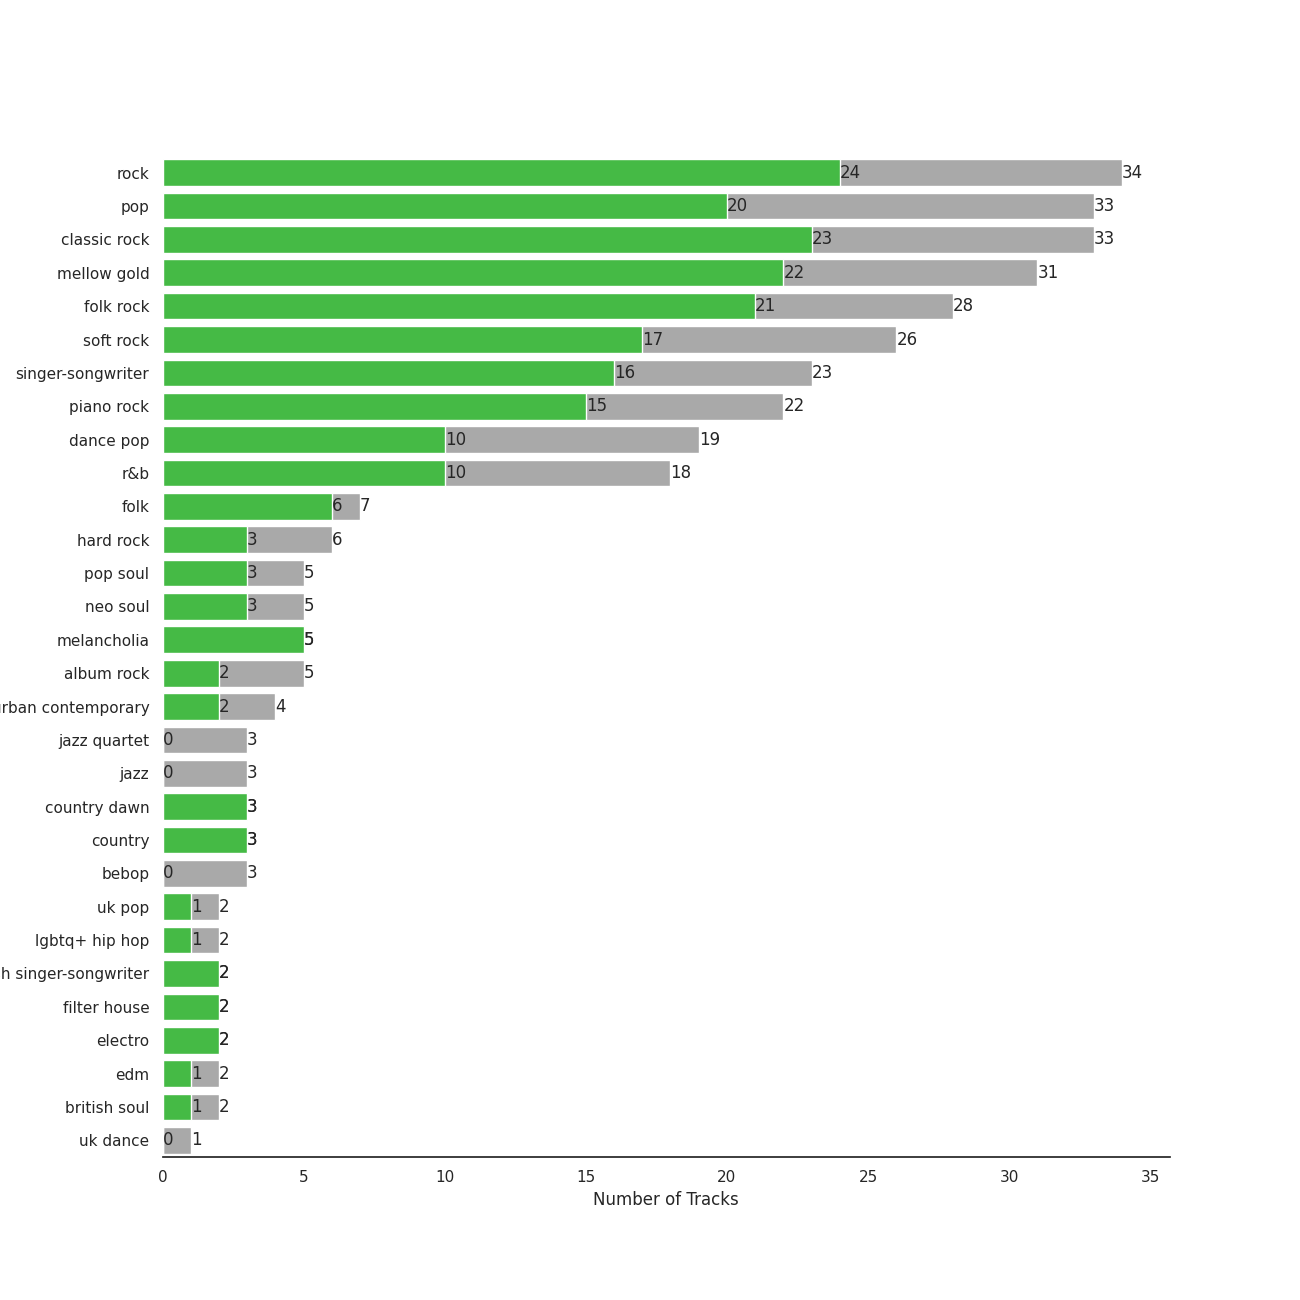 rock 24 34
pop 20 33
classic rock 23 33
mellow gold 22 31
folk rock 21 28
soft rock 17 26
singer-songwriter 16 23
piano rock 15 22
dance pop 10 19
r&b 10 18
folk 6 7
hard rock 3 6
pop soul 3 5
neo soul 3 5
melancholia 5
album rock 2 5
contemporary 2 4
jazz quartet 0 3
jazz 0 3
country dawn 3
country 3
bebop 0 3
uk pop 1 2
lgbtq+ hip hop 1 2
singer-songwriter 2
filter house 2
electro 2
edm 1 2
british soul 1 2
uk dance 0 1
0 5 10 15 20 25 30 35
Number of Tracks